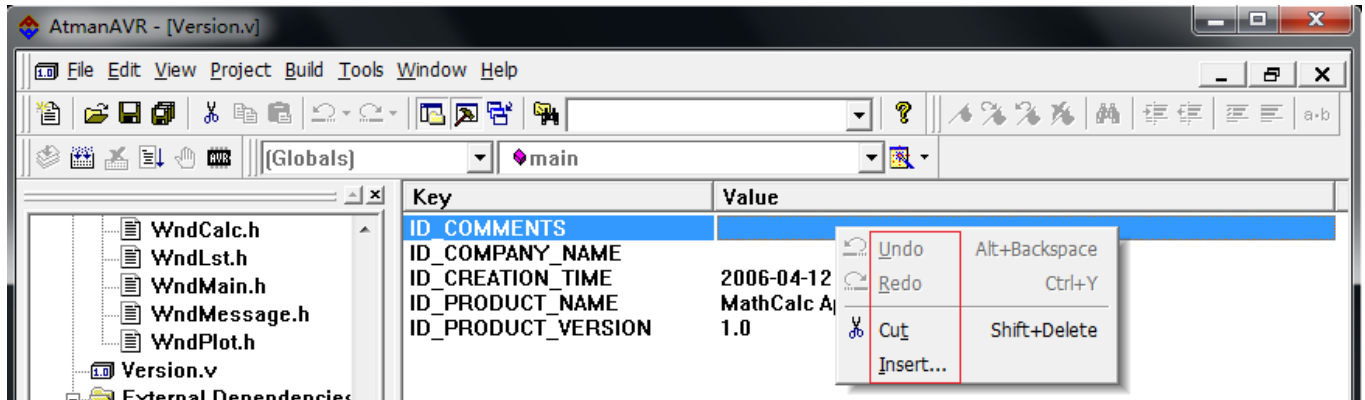 AtmanAVR - [Version.v]
File Edit View Project Build Tools Window Help
a·b
AVR (Globals) main
Key Value
WndCalc.h
WndLst.h
WndMain.h
WndMessage.h
WndPlot.h
Version.v
External Dependencies
ID_COMMENTS
ID_COMPANY_NAME
ID_CREATION_TIME 2006-04-12
ID_PRODUCT_NAME MathCalc A
ID_PRODUCT_VERSION 1.0
Undo Alt+Backspace
Redo Ctrl+Y
Cut Shift+Delete
Insert...